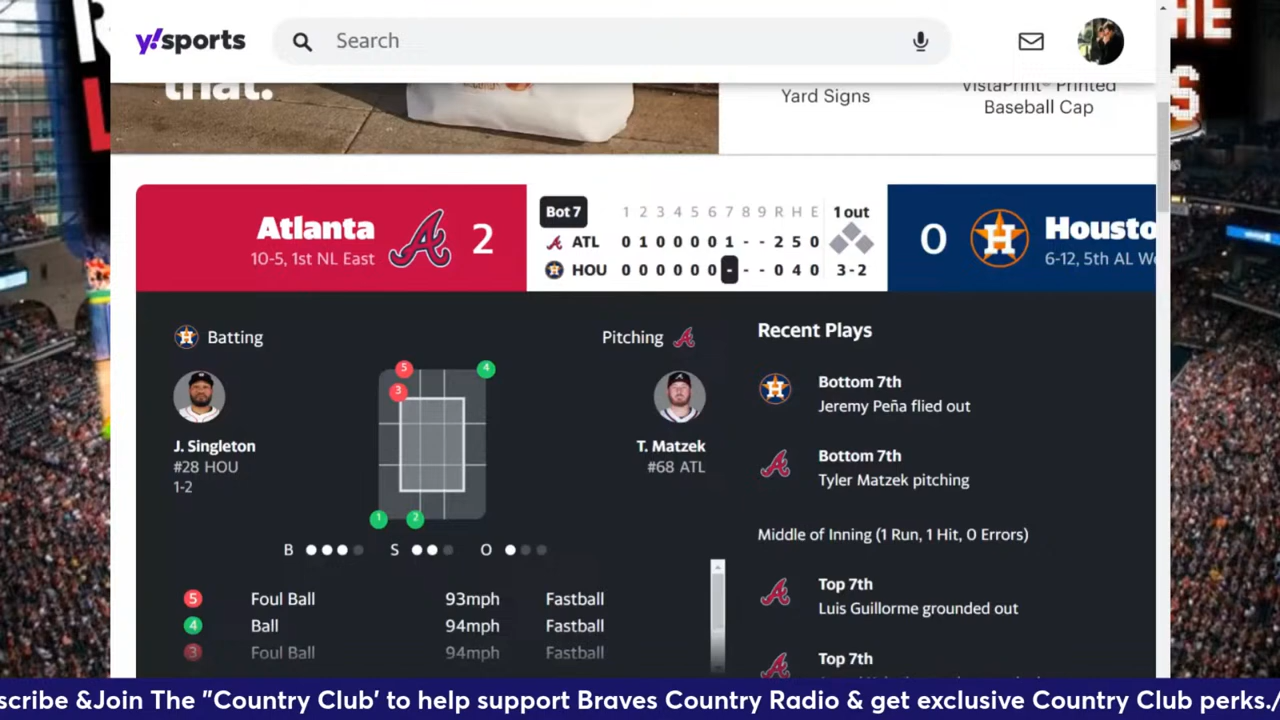 y!sports
Search
that.
Yard Signs
VistaPrint® Printed
Baseball Cap
Atlanta
10-5, 1st NL East
2
Bot 7
1 2 3 4 5 6 7 8 9 R H E
1 out
ATL 0 1 0 0 0 0 1 - - 2 5 0
HOU 0 0 0 0 0 0 - - - 0 4 0
3-2
0
Housto
6-12, 5th AL We
Batting
Pitching
J. Singleton
#28 HOU
1-2
5
4
3
1
2
T. Matzek
#68 ATL
B
S
O
5 Foul Ball 93mph Fastball
4 Ball 94mph Fastball
3 Foul Ball 94mph Fastball
Recent Plays
Bottom 7th
Jeremy Peña flied out
Bottom 7th
Tyler Matzek pitching
Middle of Inning (1 Run, 1 Hit, 0 Errors)
Top 7th
Luis Guillorme grounded out
Top 7th
scribe &Join The "Country Club' to help support Braves Country Radio & get exclusive Country Club perks./